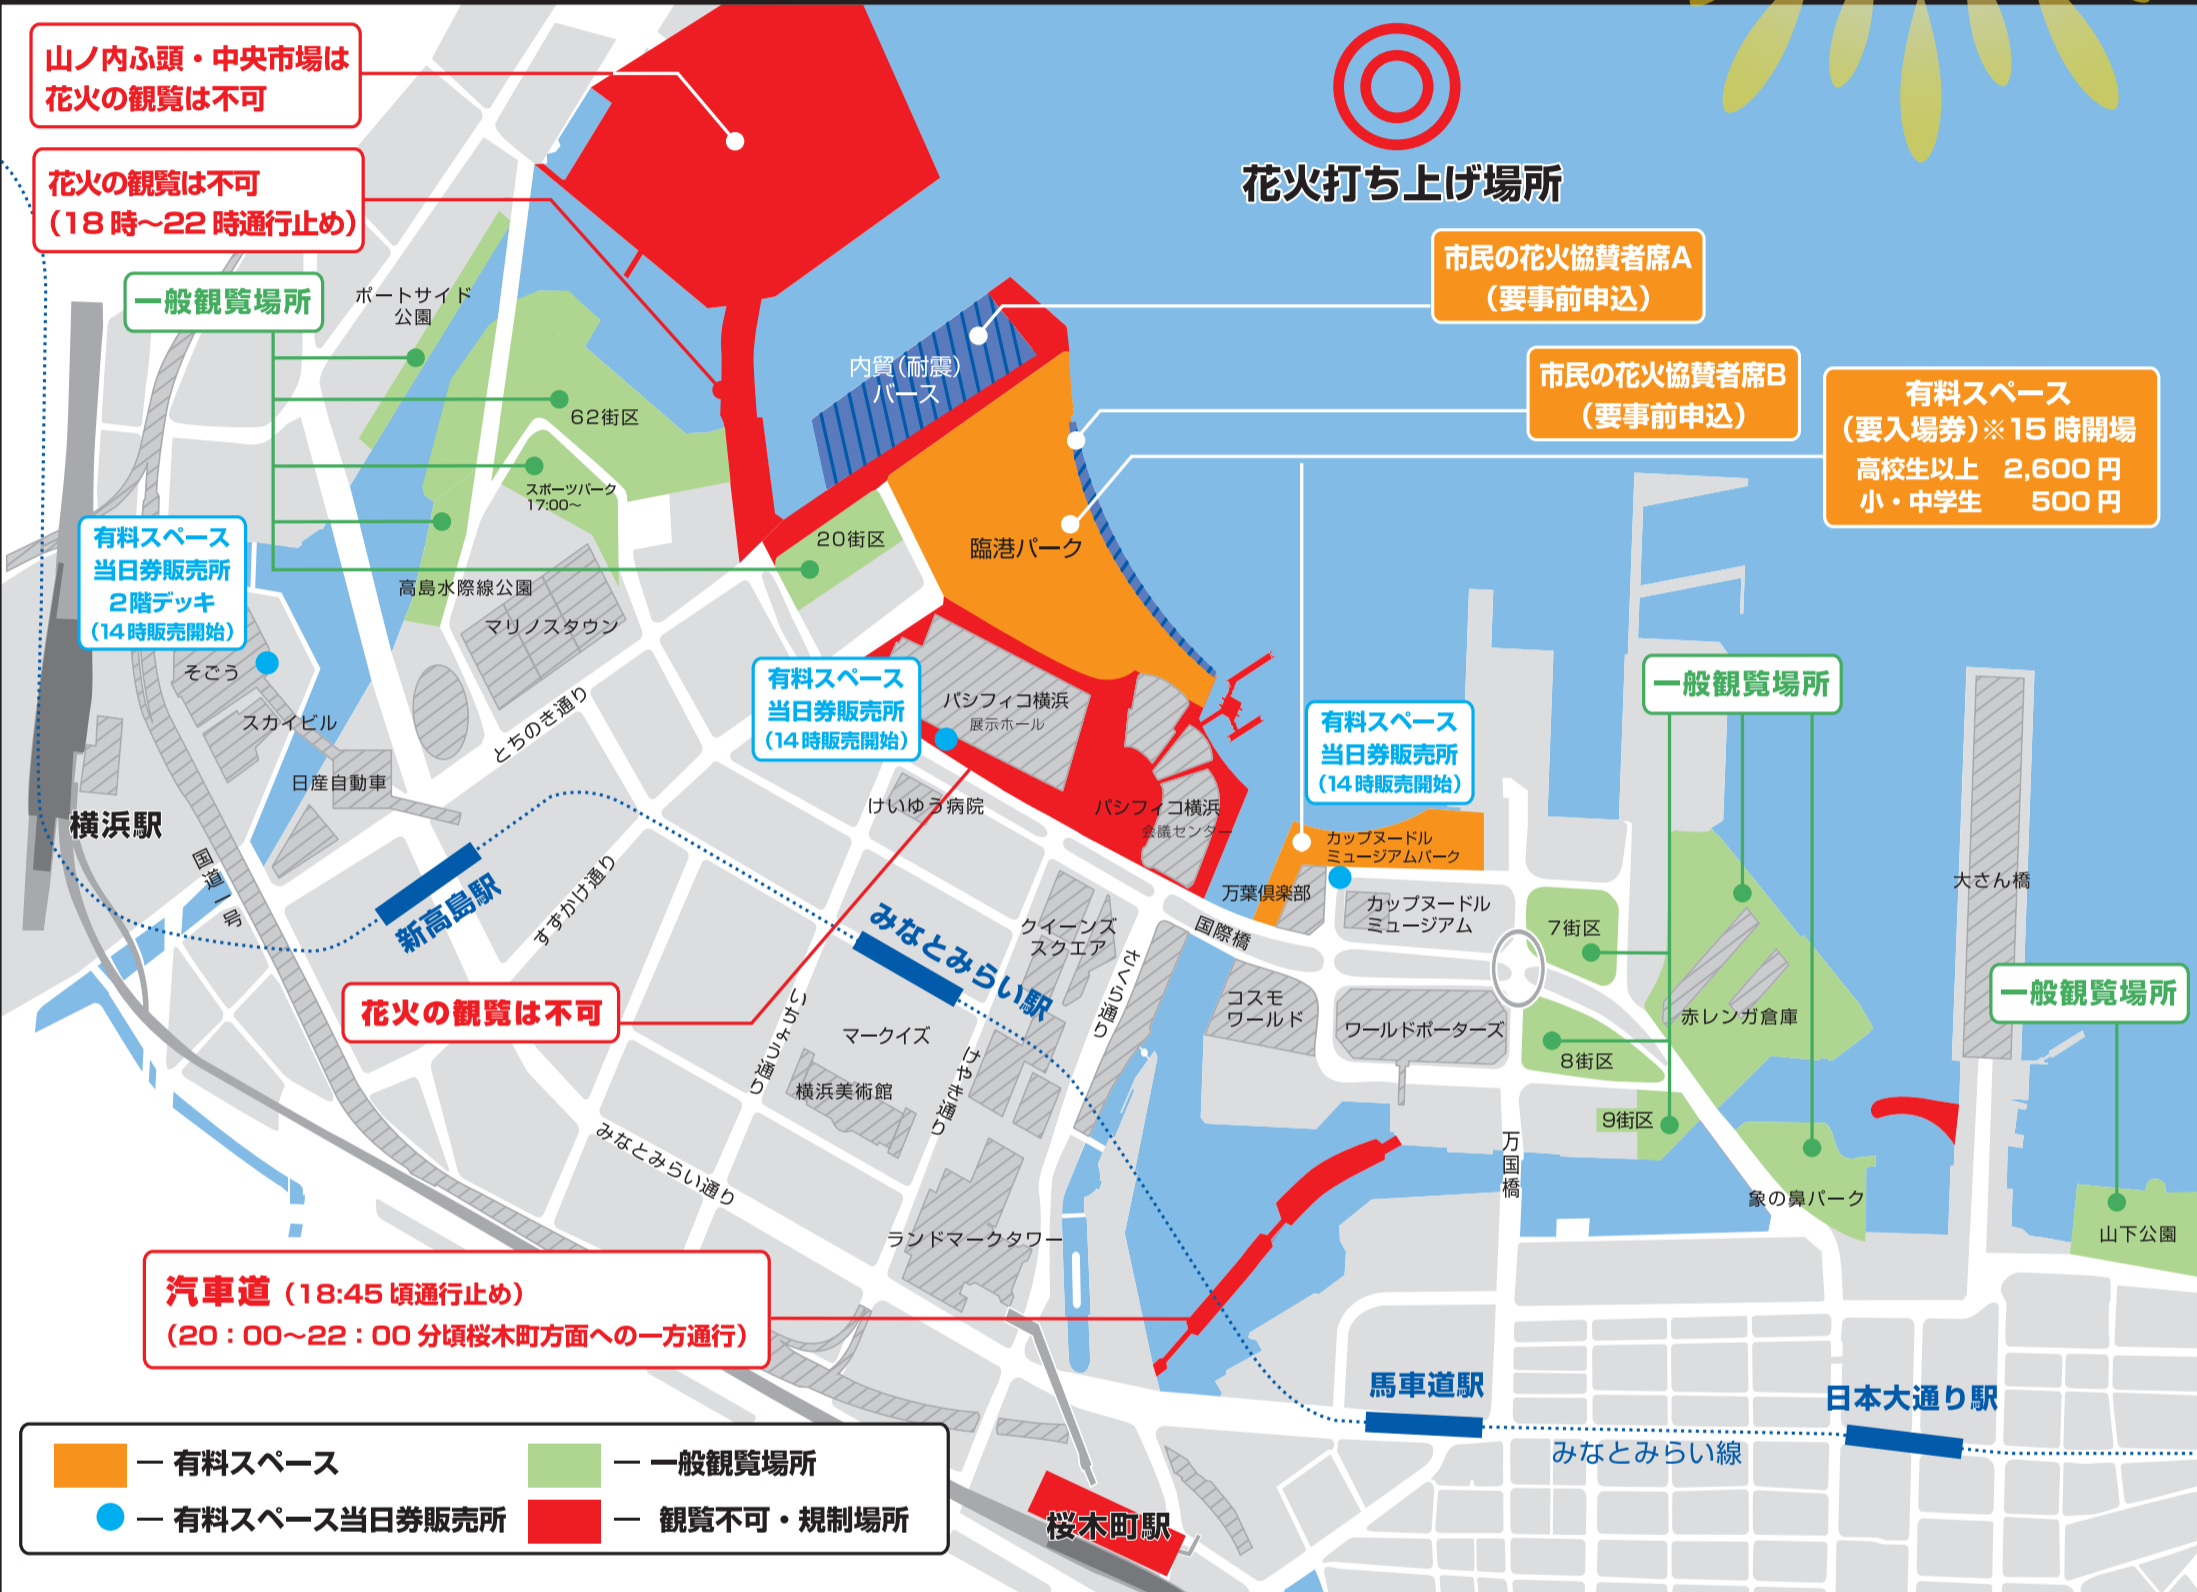 山ノ内ふ頭・中央市場は
花火の観覧は不可
花火の観覧は不可
（18時〜22時通行止め）
一般観覧場所
ポートサイド
公園
62街区
スポーツパーク
17:00〜
20街区
高島水際線公園
マリノスタウン
花火打ち上げ場所
市民の花火協賛者席A
（要事前申込）
市民の花火協賛者席B
（要事前申込）
有料スペース
（要入場券）※15時開場
高校生以上　2,600円
小・中学生　500円
内貿（耐震）
バース
臨港パーク
有料スペース
当日券販売所
2階デッキ
（14時販売開始）
そごう
スカイビル
日産自動車
横浜駅
国道一号
新高島駅
とちのき通り
すずかけ通り
有料スペース
当日券販売所
（14時販売開始）
パシフィコ横浜
展示ホール
けいゆう病院
パシフィコ横浜
会議センター
有料スペース
当日券販売所
（14時販売開始）
カップヌードル
ミュージアムパーク
万葉倶楽部
カップヌードル
ミュージアム
国際橋
一般観覧場所
7街区
8街区
9街区
赤レンガ倉庫
象の鼻パーク
大さん橋
一般観覧場所
山下公園
花火の観覧は不可
みなとみらい駅
クイーンズ
スクエア
さくら通り
いちょう通り
マークイズ
横浜美術館
けやき通り
みなとみらい通り
ランドマークタワー
コスモ
ワールド
ワールドポーターズ
万国橋
汽車道（18:45頃通行止め）
（20：00〜22：00分頃桜木町方面への一方通行）
馬車道駅
日本大通り駅
みなとみらい線
桜木町駅
― 有料スペース
― 一般観覧場所
― 有料スペース当日券販売所
― 観覧不可・規制場所